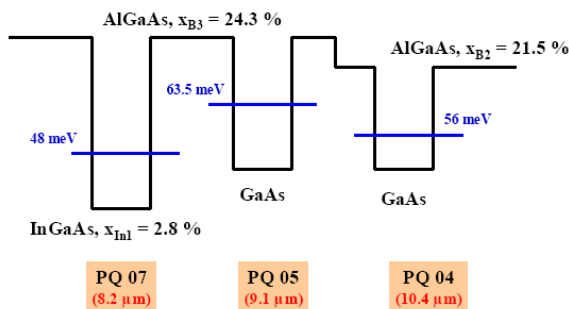 AlGaAs, x_B3 = 24.3 %
AlGaAs, x_B2 = 21.5 %
63.5 meV
48 meV
56 meV
GaAs
GaAs
InGaAs, x_In1 = 2.8 %
PQ 07
(8.2 µm)
PQ 05
(9.1 µm)
PQ 04
(10.4 µm)